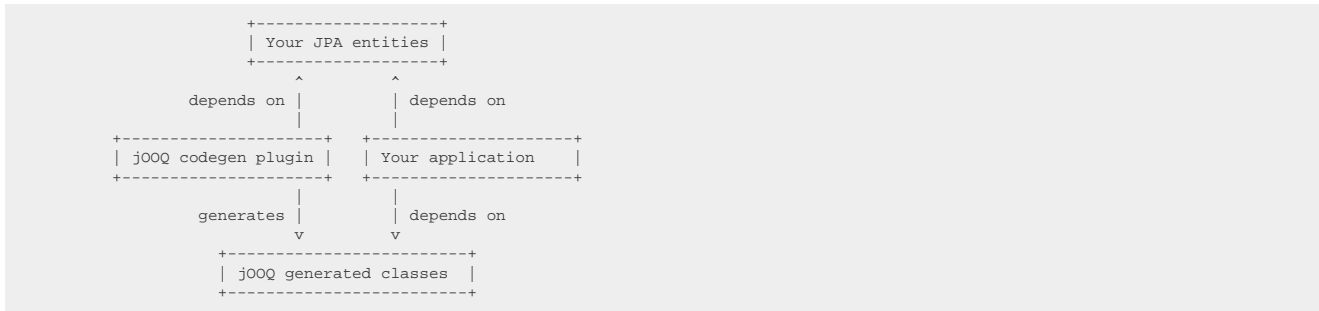 Your JPA entities
depends on depends on
jOOQ codegen plugin Your application
generates depends on
jOOQ generated classes